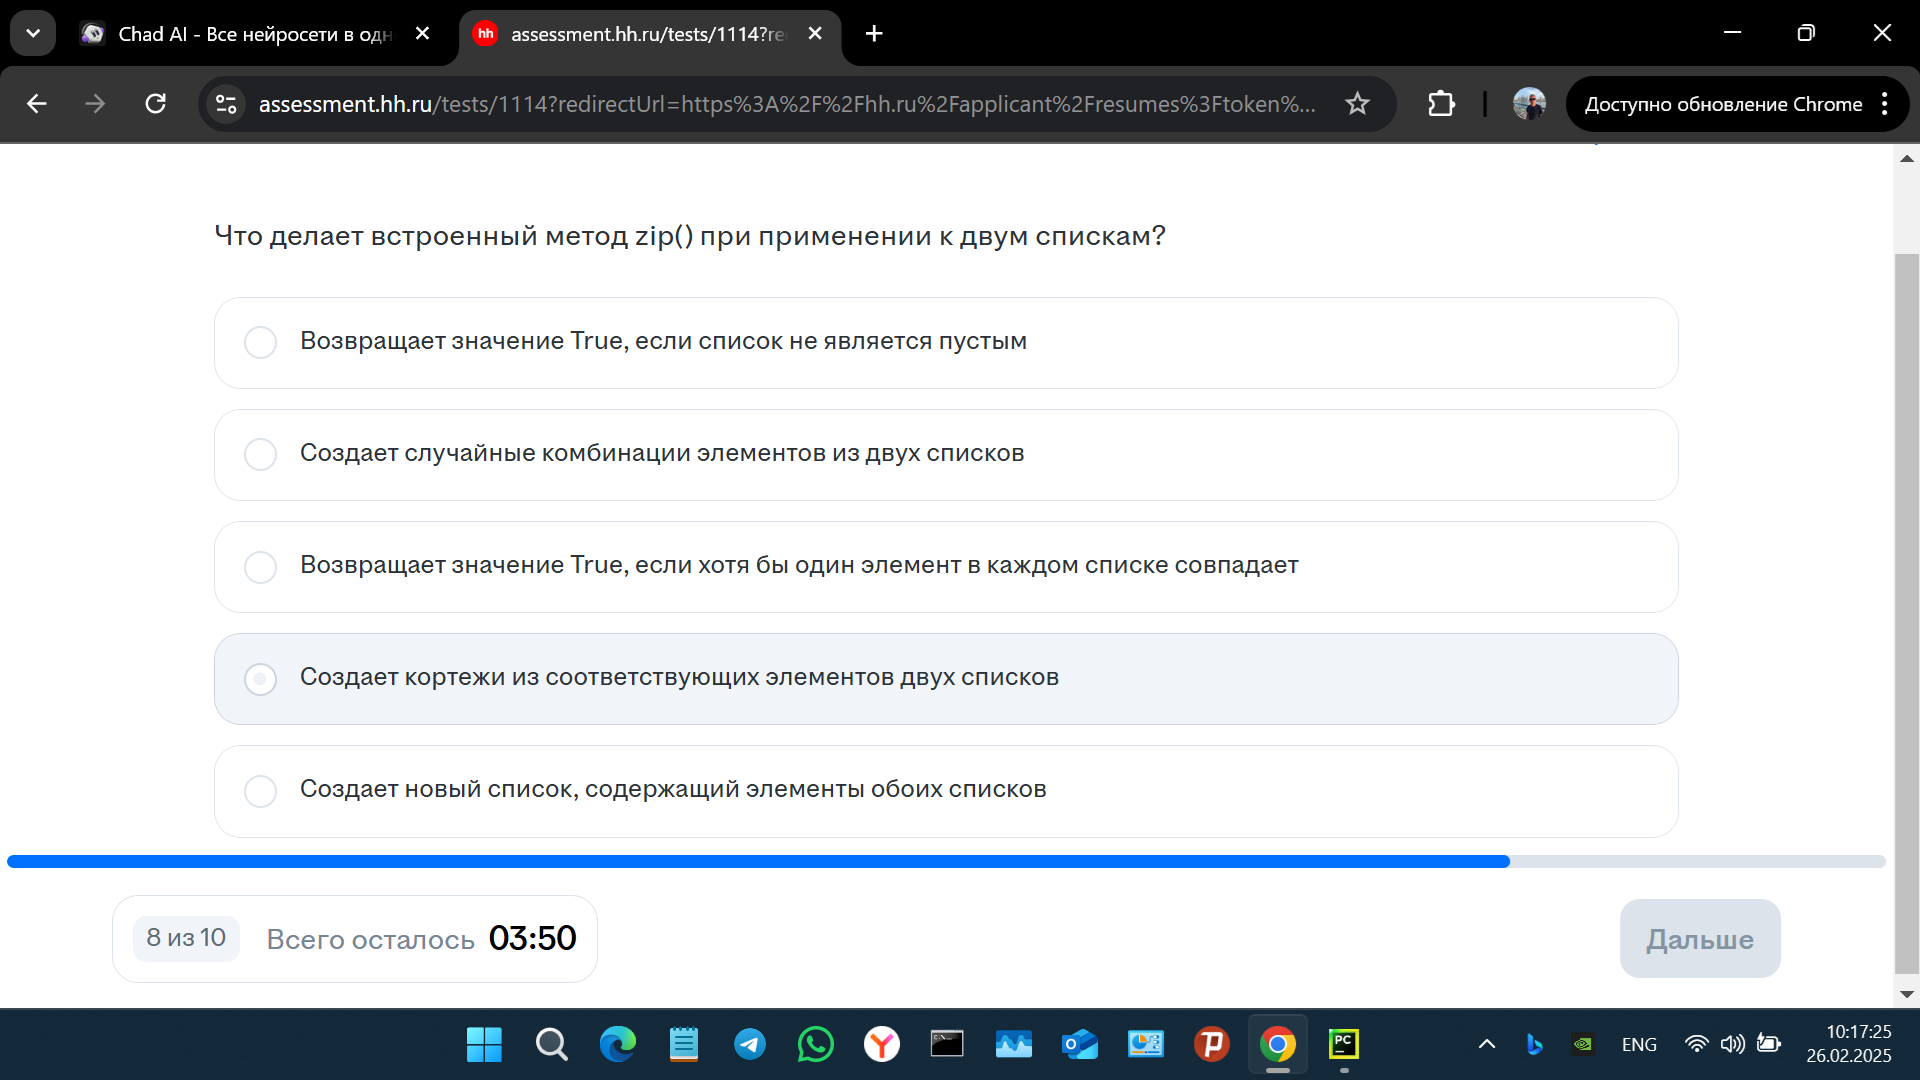 Chad AI - Все нейросети в одн
hh
assessment.hh.ru/tests/1114?re
assessment.hh.ru/tests/1114?redirectUrl=https%3A%2F%2Fhh.ru%2Fapplicant%2Fresumes%3Ftoken%...
Доступно обновление Chrome
Что делает встроенный метод zip() при применении к двум спискам?
Возвращает значение True, если список не является пустым
Создает случайные комбинации элементов из двух списков
Возвращает значение True, если хотя бы один элемент в каждом списке совпадает
Создает кортежи из соответствующих элементов двух списков
Создает новый список, содержащий элементы обоих списков
8 из 10
Всего осталось 03:50
Дальше
PC
ENG
10:17:25
26.02.2025